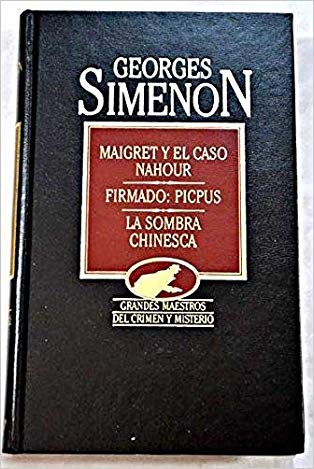 GEORGES
SIMENON
MAIGRET Y EL CASO
NAHOUR
FIRMADO: PICPUS
LA SOMBRA
CHINESCA
GRANDES MAESTROS
DEL CRIMEN Y MISTERIO